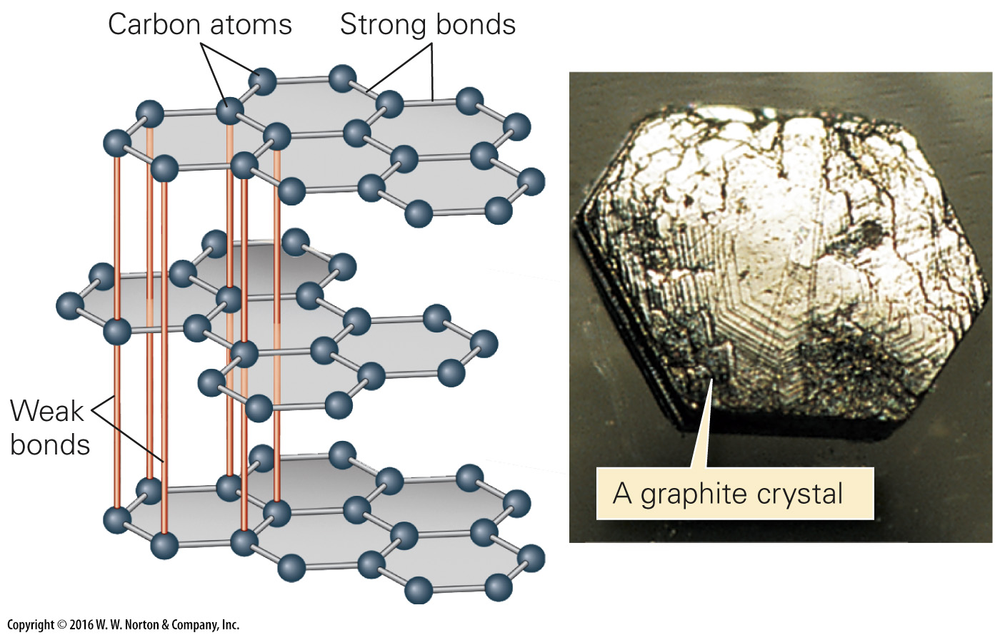 Carbon atoms
Strong bonds
Weak
bonds
A graphite crystal
Copyright © 2016 W. W. Norton & Company, Inc.